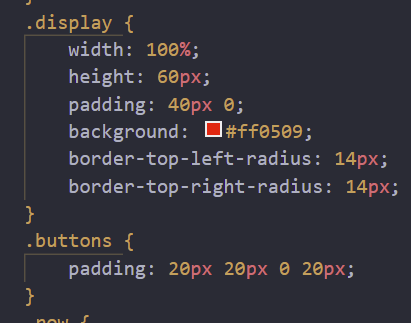 }
.display {
width: 100%;
height: 60px;
padding: 40px 0;
background: #ff0509;
border-top-left-radius: 14px;
border-top-right-radius: 14px;
}
.buttons {
padding: 20px 20px 0 20px;
}
.now {